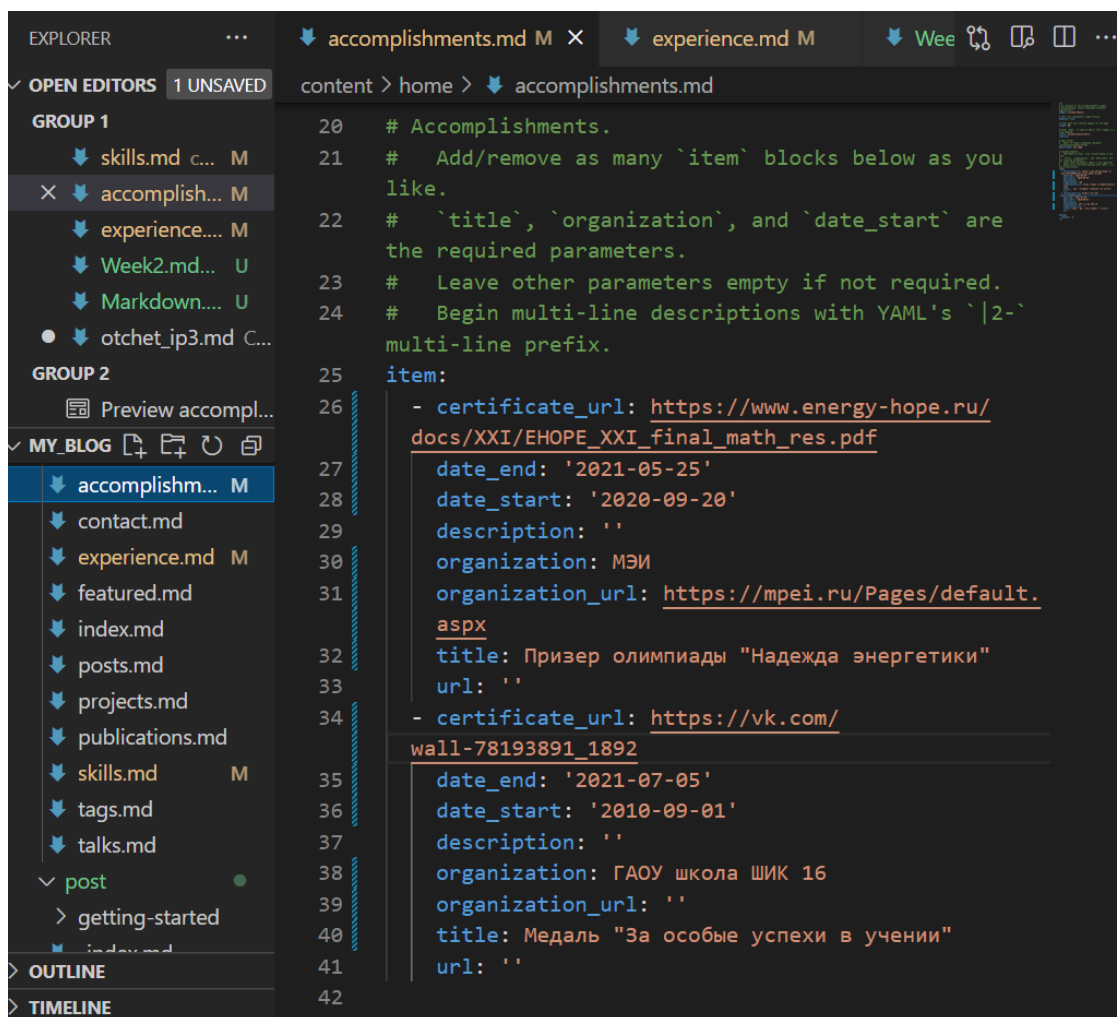 EXPLORER ...
OPEN EDITORS 1 UNSAVED
GROUP 1
skills.md c... M
accomplish... M
experience.... M
Week2.md... U
Markdown.... U
otchet_ip3.md C...
GROUP 2
Preview accompl...
MY_BLOG
accomplishm... M
contact.md
experience.md M
featured.md
index.md
posts.md
projects.md
publications.md
skills.md M
tags.md
talks.md
post
getting-started
_index.md
OUTLINE
TIMELINE
accomplishments.md M experience.md M Wee ...
content > home > accomplishments.md
20 # Accomplishments.
21 #   Add/remove as many `item` blocks below as you
like.
22 #   `title`, `organization`, and `date_start` are
the required parameters.
23 #   Leave other parameters empty if not required.
24 #   Begin multi-line descriptions with YAML's `|2-`
multi-line prefix.
25 item:
26   - certificate_url: https://www.energy-hope.ru/
docs/XXI/EHOPE_XXI_final_math_res.pdf
27     date_end: '2021-05-25'
28     date_start: '2020-09-20'
29     description: ''
30     organization: МЭИ
31     organization_url: https://mpei.ru/Pages/default.
aspx
32     title: Призер олимпиады "Надежда энергетики"
33     url: ''
34   - certificate_url: https://vk.com/
wall-78193891_1892
35     date_end: '2021-07-05'
36     date_start: '2010-09-01'
37     description: ''
38     organization: ГАОУ школа ШИК 16
39     organization_url: ''
40     title: Медаль "За особые успехи в учении"
41     url: ''
42